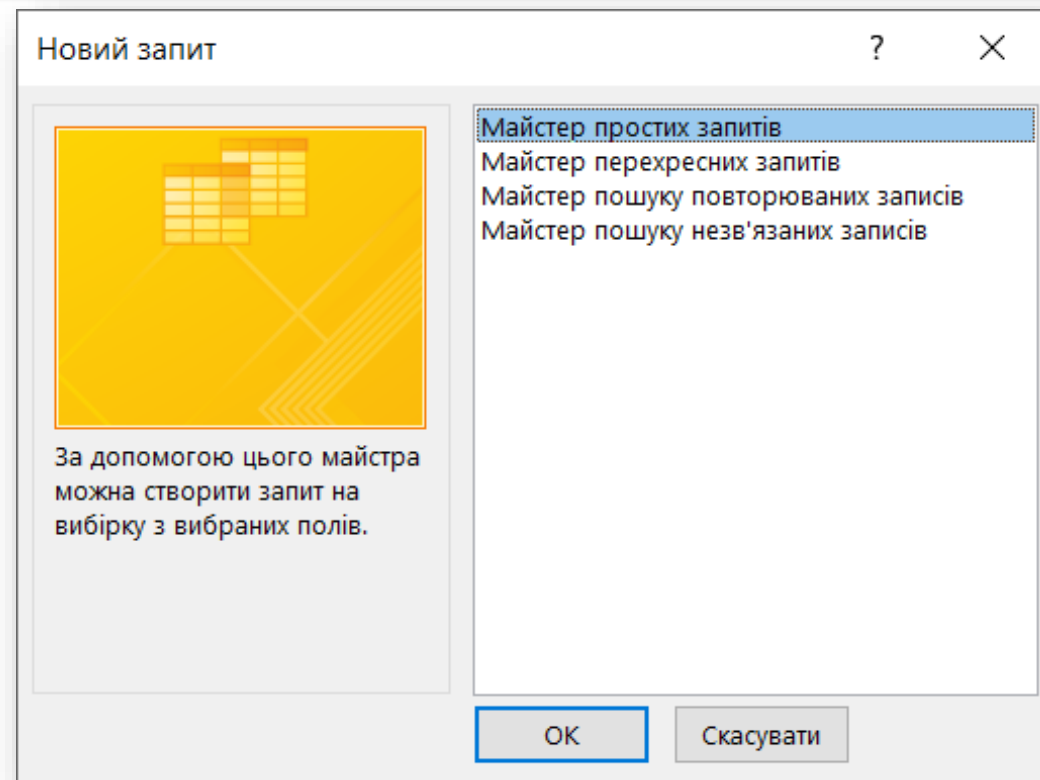 Новий запит
?
Майстер простих запитів
Майстер перехресних запитів
Майстер пошуку повторюваних записів
Майстер пошуку незв'язаних записів
За допомогою цього майстра
можна створити запит на
вибірку з вибраних полів.
ОК
Скасувати